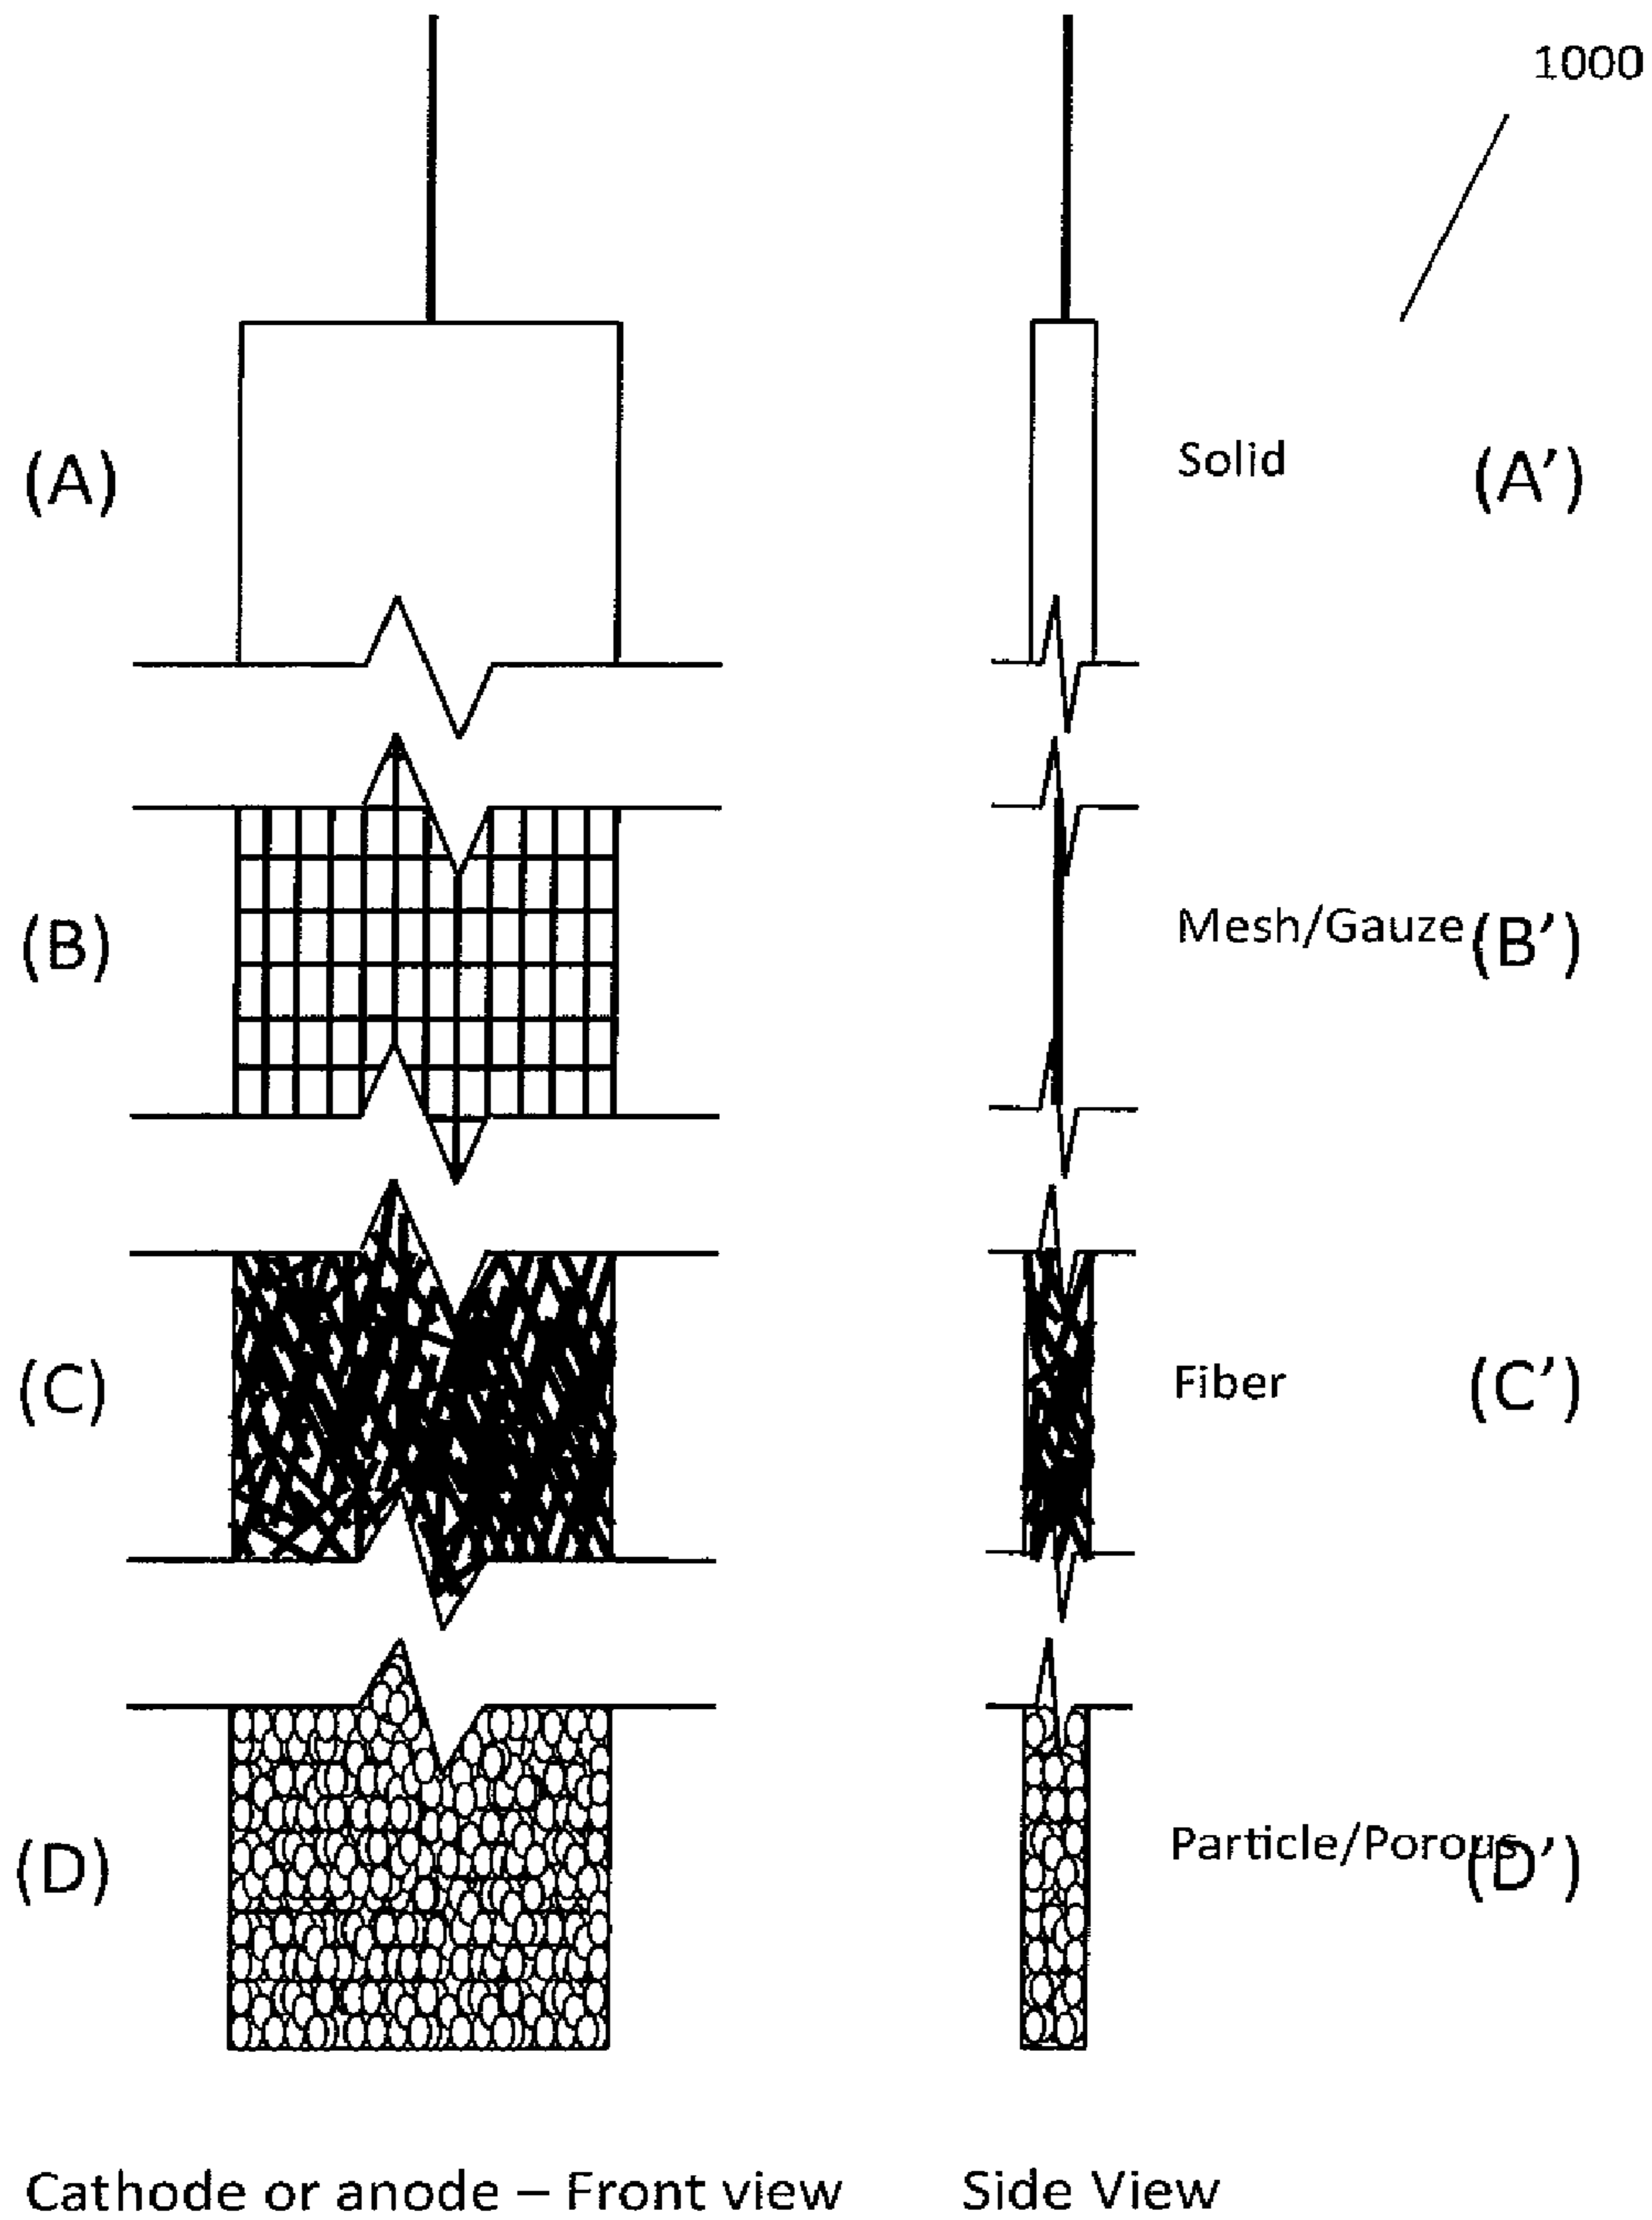 1000
(A) Solid (A’)
(B) Mesh/Gauze (B’)
(C) Fiber (C’)
(D) Particle/Porous (D’)
Cathode or anode – Front view Side View